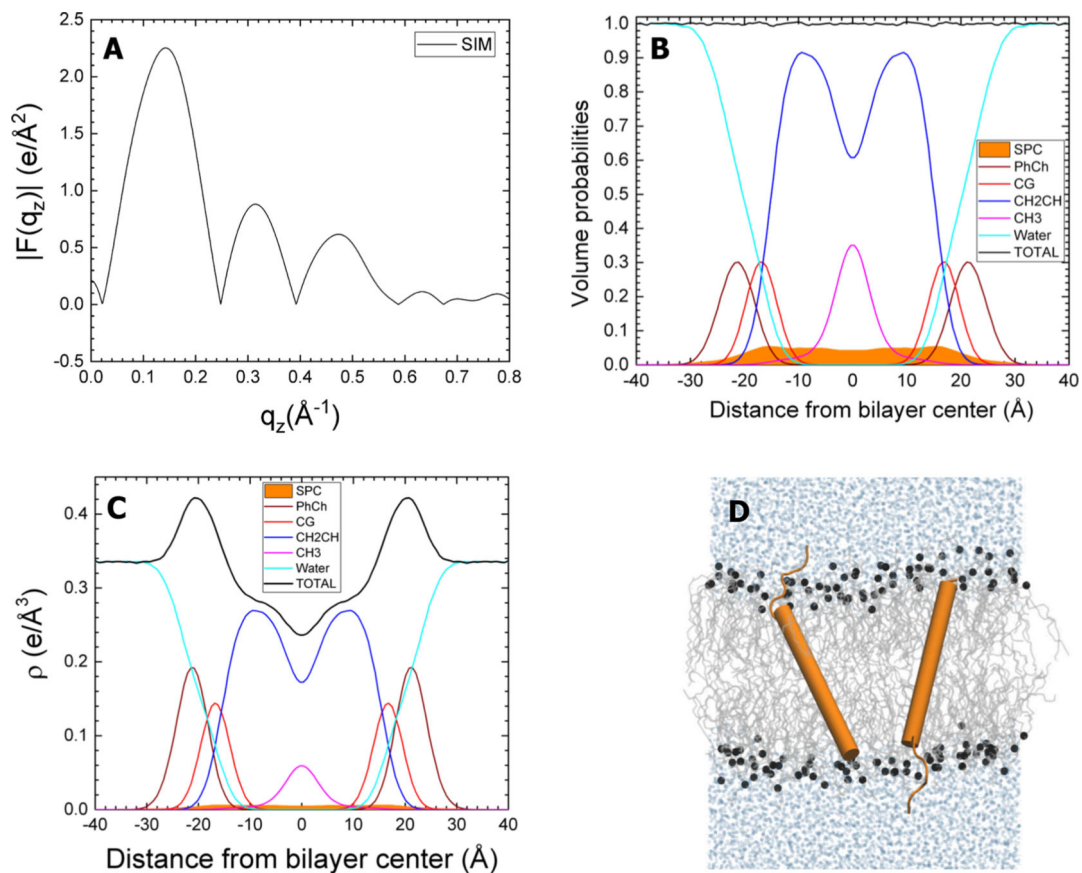 A
SIM
|F(q_z)| (e/Å²)
2.5
2.0
1.5
1.0
0.5
0.0
-0.5
0.0 0.1 0.2 0.3 0.4 0.5 0.6 0.7 0.8
q_z(Å⁻¹)
B
Volume probabilities
1.0
0.9
0.8
0.7
0.6
0.5
0.4
0.3
0.2
0.1
0.0
SPC
PhCh
CG
CH2CH
CH3
Water
TOTAL
-40 -30 -20 -10 0 10 20 30 40
Distance from bilayer center (Å)
C
ρ (e/Å³)
0.4
0.3
0.2
0.1
0.0
SPC
PhCh
CG
CH2CH
CH3
Water
TOTAL
-40 -30 -20 -10 0 10 20 30 40
Distance from bilayer center (Å)
D